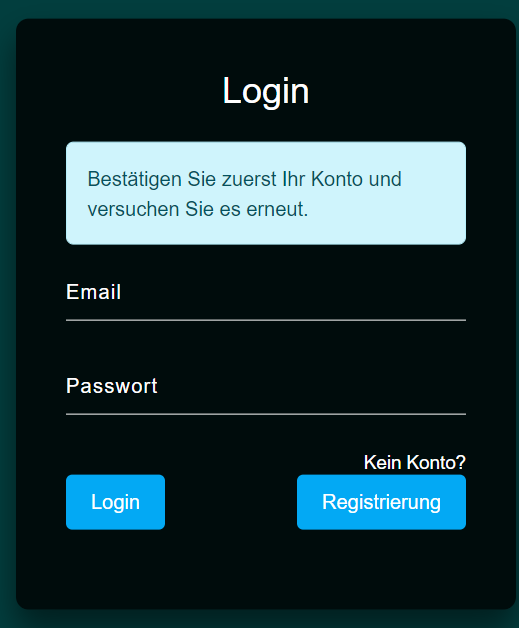 Login
Bestätigen Sie zuerst Ihr Konto und
versuchen Sie es erneut.
Email
Passwort
Kein Konto?
Login
Registrierung